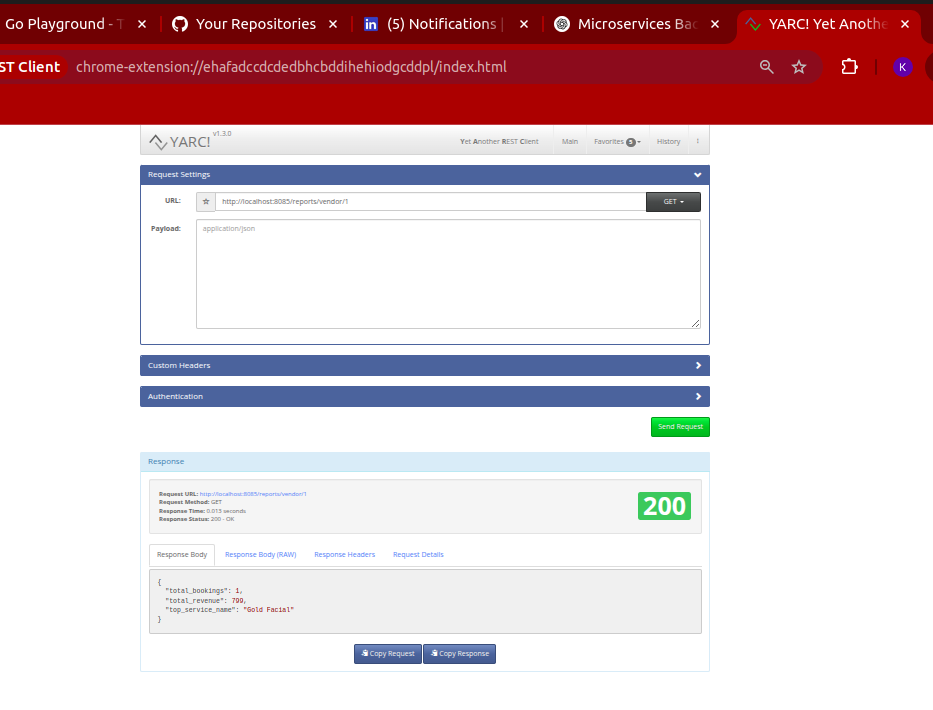 Go Playground - T
Your Repositories
(5) Notifications |
Microservices Bac
YARC! Yet Anothe
ST Client
chrome-extension://ehafadccdcdedbhcbddihehiodgcddpl/index.html
K
YARC! v1.3.0
Yet Another REST Client
Main
Favorites 5
History
Request Settings
URL:
http://localhost:8085/reports/vendor/1
GET
Payload:
application/json
Custom Headers
Authentication
Send Request
Response
Request URL: http://localhost:8085/reports/vendor/1
Request Method: GET
Response Time: 0.013 seconds
Response Status: 200 - OK
200
Response Body
Response Body (RAW)
Response Headers
Request Details
{
"total_bookings": 1,
"total_revenue": 799,
"top_service_name": "Gold Facial"
}
Copy Request
Copy Response